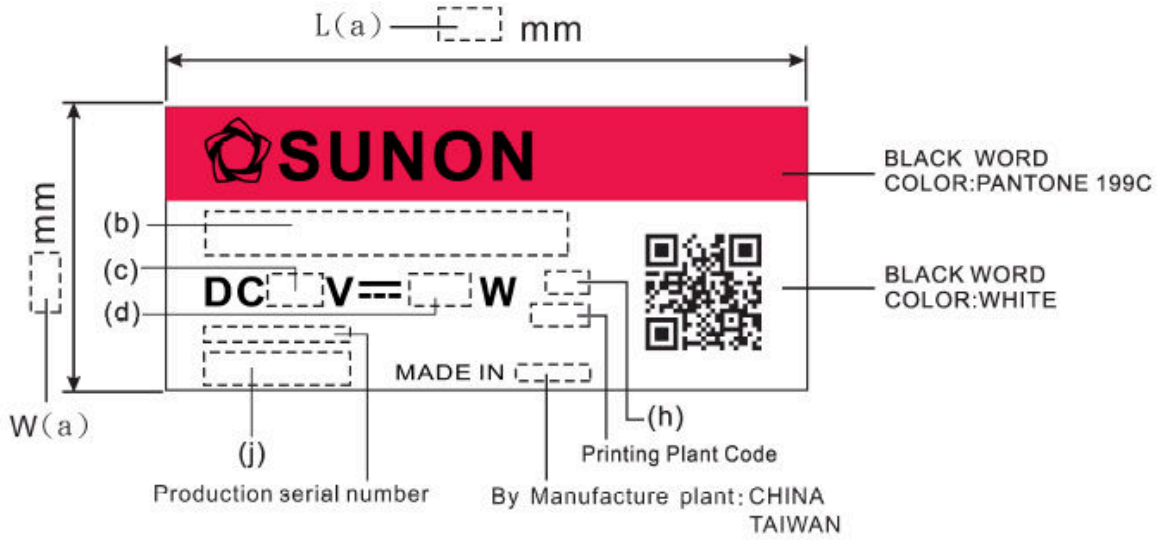 L(a) mm
SUNON
BLACK WORD
COLOR:PANTONE 199C
mm
(b)
(c)
DC V W
(d)
BLACK WORD
COLOR:WHITE
MADE IN
W(a)
(j)
(h)
Printing Plant Code
Production serial number
By Manufacture plant: CHINA
TAIWAN